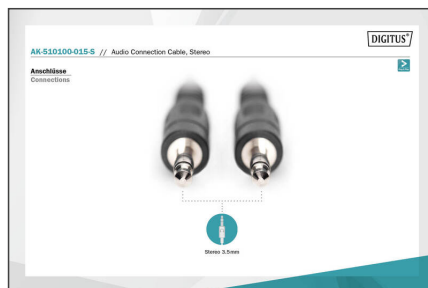 DIGITUS®
AK-510100-015-S // Audio Connection Cable, Stereo
Anschlüsse
Connections
Stereo 3.5mm